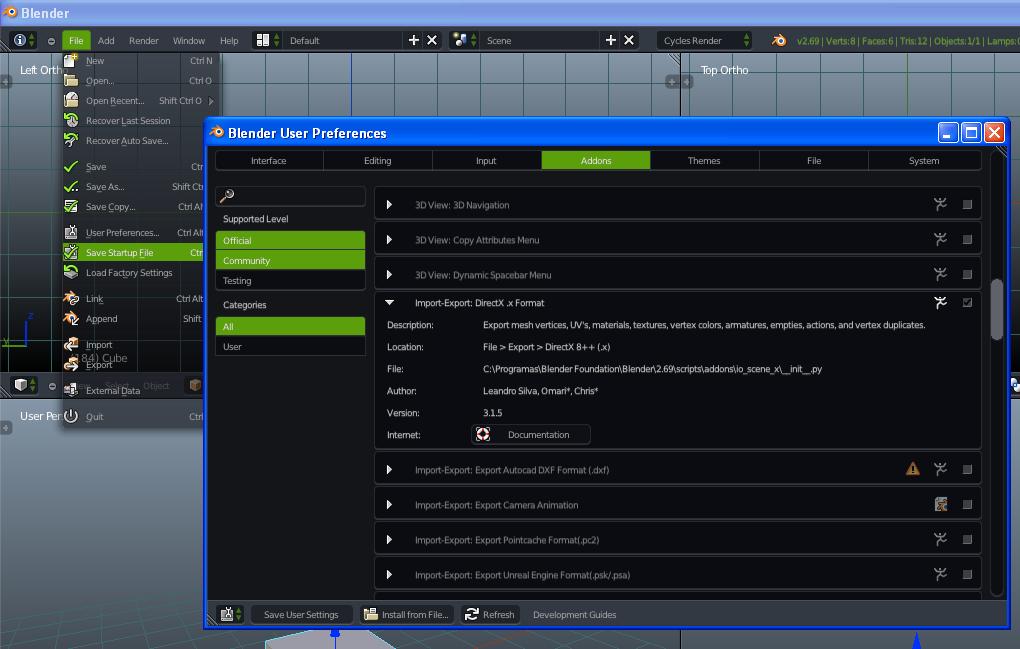 Blender
File Add Render Window Help Default Scene Cycles Render v2.69 | Verts:8 | Faces:6 | Tris:12 | Objects:1/1 | Lamps:
Left Orth
Top Ortho
New Ctrl N
Open... Ctrl O
Open Recent... Shift Ctrl O
Recover Last Session
Recover Auto Save...
Save Ctr
Save As... Shift Ct
Save Copy... Ctrl Al
User Preferences... Ctrl Alt
Save Startup File Ctr
Load Factory Settings
Link Ctrl Alt
Append Shift
Import
(184) Cube
Export
Select Object
External Data
User Per
Quit Ctr
z
y
Blender User Preferences
Interface Editing Input Addons Themes File System
Supported Level
Official
Community
Testing
Categories
All
User
3D View: 3D Navigation
3D View: Copy Attributes Menu
3D View: Dynamic Spacebar Menu
Import-Export: DirectX .x Format
Description: Export mesh vertices, UV's, materials, textures, vertex colors, armatures, empties, actions, and vertex duplicates.
Location: File > Export > DirectX 8++ (.x)
File: C:\Programas\Blender Foundation\Blender\2.69\scripts\addons\io_scene_x\__init__.py
Author: Leandro Silva, Omari*, Chris*
Version: 3.1.5
Internet: Documentation
Import-Export: Export Autocad DXF Format (.dxf)
Import-Export: Export Camera Animation
Import-Export: Export Pointcache Format(.pc2)
Import-Export: Export Unreal Engine Format(.psk/.psa)
Save User Settings Install from File... Refresh Development Guides